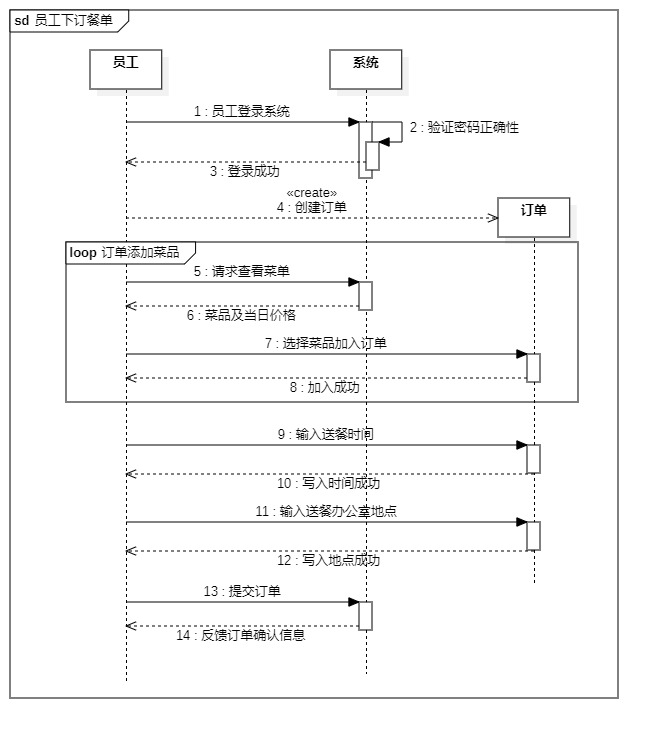 sd 员工下订餐单
员工
系统
1 : 员工登录系统
2 : 验证密码正确性
3 : 登录成功
«create»
4 : 创建订单
订单
loop 订单添加菜品
5 : 请求查看菜单
6 : 菜品及当日价格
7 : 选择菜品加入订单
8 : 加入成功
9 : 输入送餐时间
10 : 写入时间成功
11 : 输入送餐办公室地点
12 : 写入地点成功
13 : 提交订单
14 : 反馈订单确认信息